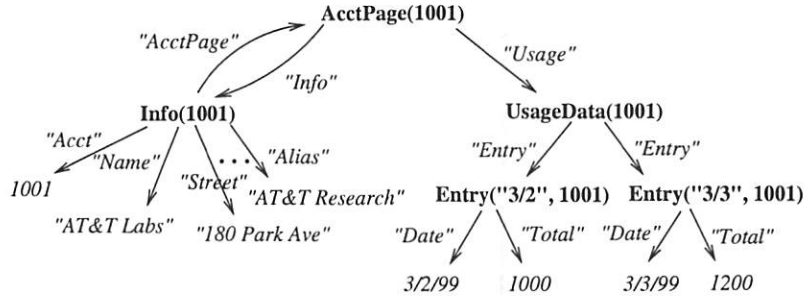 AcctPage(1001)
"AcctPage"
"Usage"
"Info"
Info(1001)
UsageData(1001)
"Acct"
"Name"
"Alias"
"Entry"
"Entry"
...
"Street"
1001
"AT&T Research"
Entry("3/2", 1001)
Entry("3/3", 1001)
"AT&T Labs"
"180 Park Ave"
"Date"
"Total"
"Date"
"Total"
3/2/99
1000
3/3/99
1200